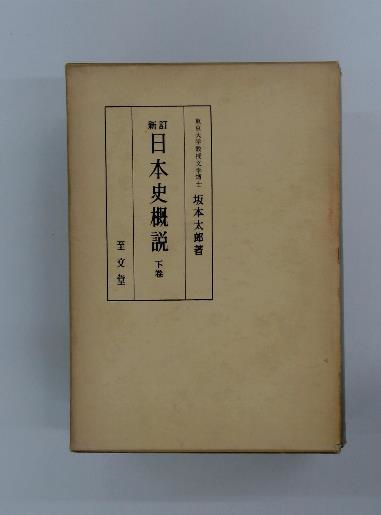 東京大学教授文学博士 坂本太郎著
新訂 日本史概説 下巻
至文堂